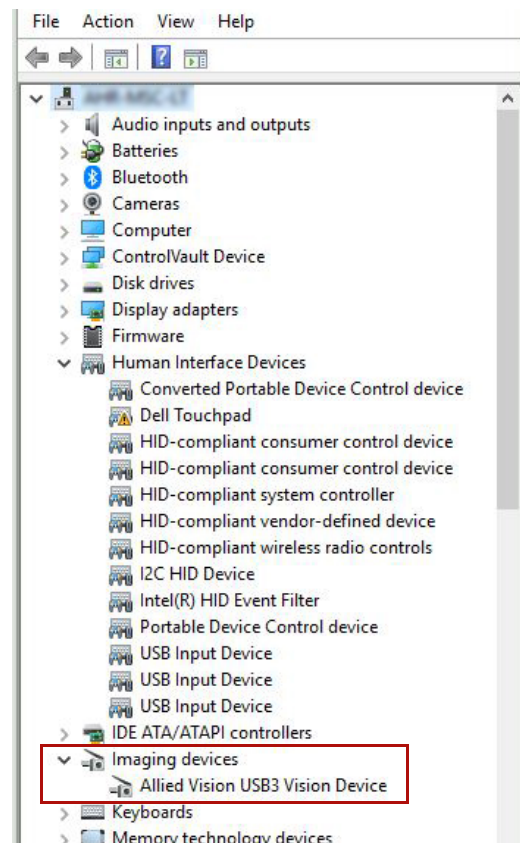 File Action View Help
Audio inputs and outputs
Batteries
Bluetooth
Cameras
Computer
ControlVault Device
Disk drives
Display adapters
Firmware
Human Interface Devices
Converted Portable Device Control device
Dell Touchpad
HID-compliant consumer control device
HID-compliant consumer control device
HID-compliant system controller
HID-compliant vendor-defined device
HID-compliant wireless radio controls
I2C HID Device
Intel(R) HID Event Filter
Portable Device Control device
USB Input Device
USB Input Device
USB Input Device
IDE ATA/ATAPI controllers
Imaging devices
Allied Vision USB3 Vision Device
Keyboards
Memory technology devices